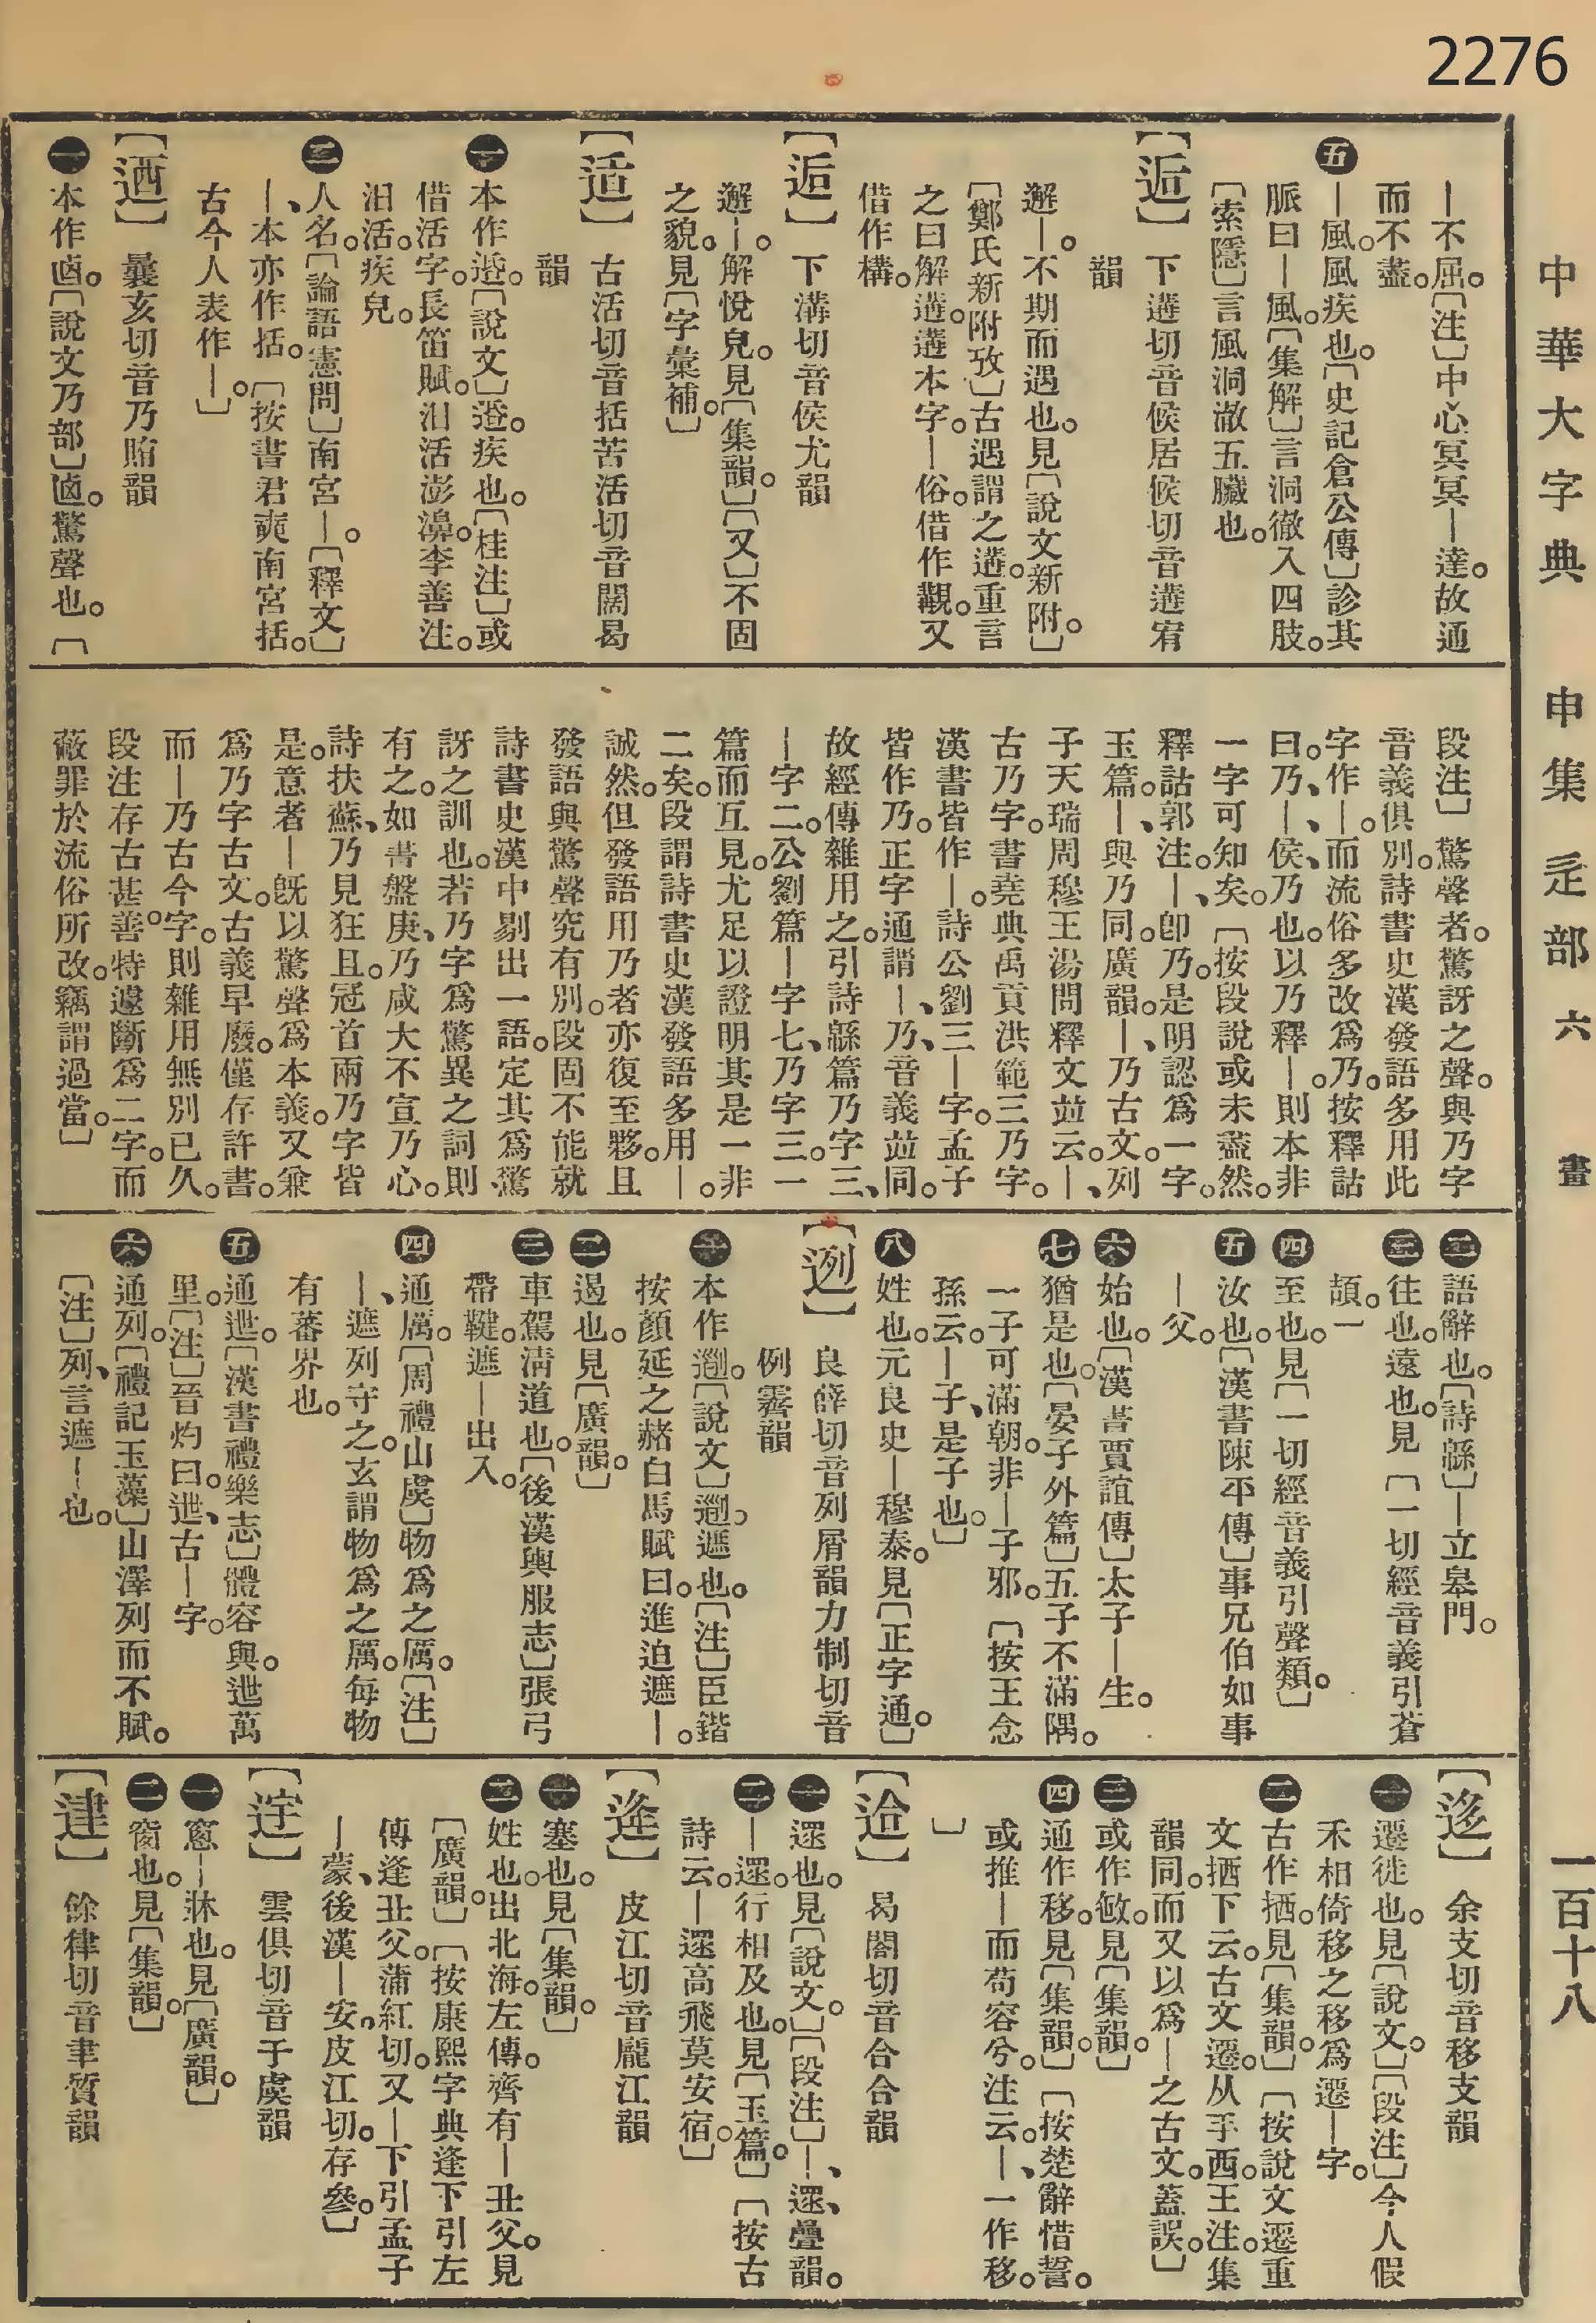 2276
中華大字典 申集 辵部 六畫 一百十八
｜不屈。〔注〕中心冥冥｜達。故通
而不盡。
五 ｜風。風疾也。〔史記倉公傳〕診其
脈曰｜風。〔集解〕言洞徹入四肢。
〔索隱〕言風洞澈五臟也。
【逅】 下遘切音候居候切音遘宥
韻
邂｜。不期而遇也。見〔說文新附。〕
〔鄭氏新附攷〕古遇謂之遘。重言
之曰解遘。遘本字。｜俗。借作觀。又
借作構。
【逅】 下溝切音侯尤韻
邂｜。解悅皃。見〔集韻。〕〔又〕不固
之貌。見〔字彙補。〕
【适】 古活切音括苦活切音闊曷
韻
一 本作𨓈。〔說文〕𨓈。疾也。〔桂注〕或
借活字。長笛賦。汩活澎濞。李善注。
汩活。疾皃。
二 人名。〔論語憲問〕南宮｜。〔釋文〕
｜、本亦作括。〔按書君奭南宮括。
古今人表作｜。〕
【迺】 曩亥切音乃賄韻
一 本作𠧟。〔說文乃部〕𠧟。驚聲也。〔
段注〕驚聲者。驚訝之聲。與乃字
音義俱別。詩書史漢發語多用此
字作｜。而流俗多改爲乃。按釋詁
曰。乃、｜、侯、乃也。以乃釋｜。則本非
一字可知矣。〔按段說或未盡然。
釋詁郭注。｜、卽乃。是明認爲一字。
玉篇。｜、與乃同。廣韻。｜、乃古文。列
子天瑞周穆王湯問釋文竝云。｜、
古乃字。書堯典禹貢洪範三乃字。
漢書皆作｜。詩公劉三｜字。孟子
皆作乃。正字通謂｜、乃、音義竝同。
故經傳雜用之。引詩緜篇乃字三、
｜字二。公劉篇｜字七、乃字三。一
篇而互見。尤足以證明其是一非
二矣。段謂詩書史漢發語多用｜。
誠然。但發語用乃者亦復至夥。且
發語與驚聲究有別。段固不能就
詩書史漢中剔出一語。定其爲驚
訝之訓也。若乃字爲驚異之詞則
有之。如書盤庚、乃咸大不宣乃心。
詩扶蘇、乃見狂且。冠首兩乃字皆
是。意者｜旣以驚聲爲本義。又兼
爲乃字古文。古義早廢。僅存許書。
而｜乃古今字。則雜用無別已久。
段注存古甚善。特遽斷爲二字。而
蔽罪於流俗所改。竊謂過當。〕
二 語辭也。〔詩緜〕｜立皋門。
三 往也。遠也。見〔一切經音義引蒼
頡。〕
四 至也。見〔一切經音義引聲類。〕
五 汝也。〔漢書陳平傳〕事兄伯如事
｜父。
六 始也。〔漢書賈誼傳〕太子｜生。
七 猶是也。〔晏子外篇〕五子不滿隅。
一子可滿朝。非｜子邪。〔按王念
孫云。｜子、是子也。〕
八 姓也。元良史｜穆泰。見〔正字通。〕
【迾】 良薛切音列屑韻力制切音
例霽韻
一 本作𨘷。〔說文〕𨘷。遮也。〔注〕臣鍇
按顏延之赭白馬賦曰。進迫遮｜。
二 遏也。見〔廣韻。〕
三 車駕淸道也。〔後漢輿服志〕張弓
帶鞬。遮｜出入。
四 通厲。〔周禮山虞〕物爲之厲。〔注〕
｜、遮列守之。玄謂物爲之厲。每物
有蕃界也。
五 通迣。〔漢書禮樂志〕體容與。迣萬
里。〔注〕晉灼曰。迣、古｜字。
六 通列。〔禮記玉藻〕山澤列而不賦。
〔注〕列、言遮｜也。
【迻】 余支切音移支韻
一 遷徙也。見〔說文。〕〔段注〕今人假
禾相倚移之移爲遷｜字。
二 古作拪。見〔集韻。〕〔按說文遷重
文拪下云。古文遷。从手西。王注。集
韻同。而又以爲｜之古文。蓋誤。〕
三 或作敓。見〔集韻。〕
四 通作移。見〔集韻。〕〔按楚辭惜誓。
或推｜而苟容兮。注云。｜、一作移。
〕
【迨】 曷閤切音合合韻
一 遝也。見〔說文。〕〔段注〕｜、遝、疊韻。
二 ｜遝。行相及也。見〔玉篇。〕〔按古
詩云。｜遝高飛莫安宿。〕
【逄】 皮江切音龐江韻
一 塞也。見〔集韻。〕
二 姓也。出北海。左傳。齊有｜丑父。見
〔廣韻。〕〔按康熙字典逢下引左
傳逢丑父。蒲紅切。又｜下引孟子
｜蒙、後漢｜安。皮江切。存參。〕
【迂】 雲俱切音于虞韻
一 窻｜牀也。見〔廣韻。〕
二 窗也。見〔集韻。〕
【𨒡】 餘律切音聿質韻